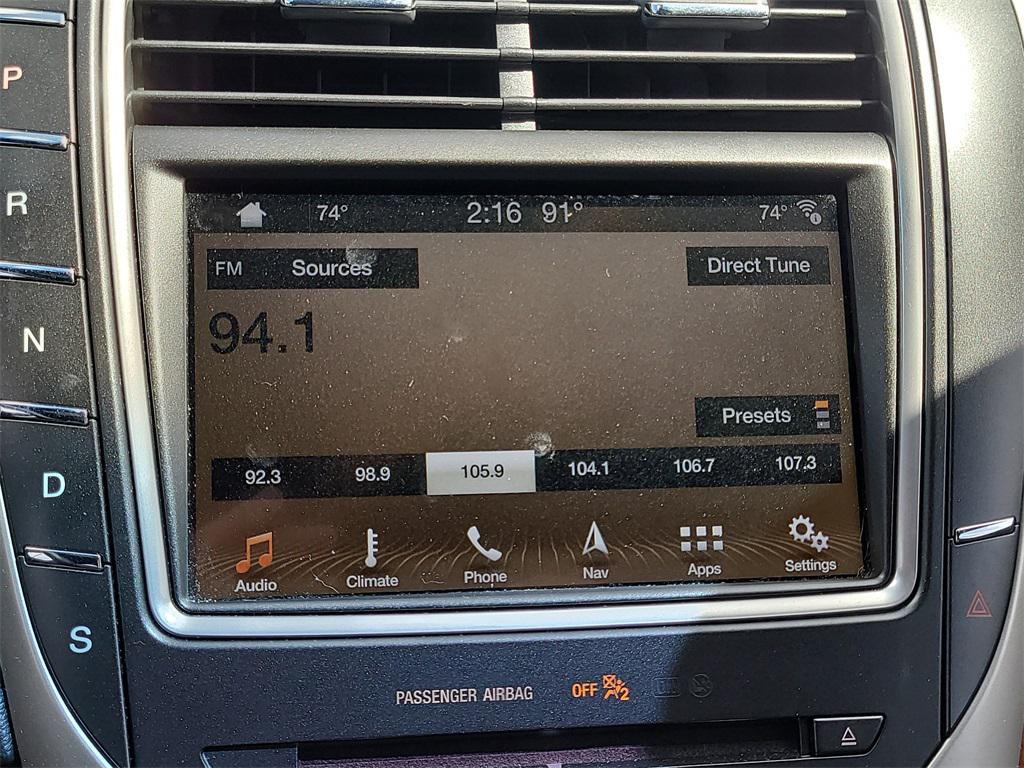 P
R
N
D
S
74° 2:16 91° 74°
FM Sources Direct Tune
94.1
Presets
92.3 98.9 105.9 104.1 106.7 107.3
Audio Climate Phone Nav Apps Settings
PASSENGER AIRBAG OFF 2